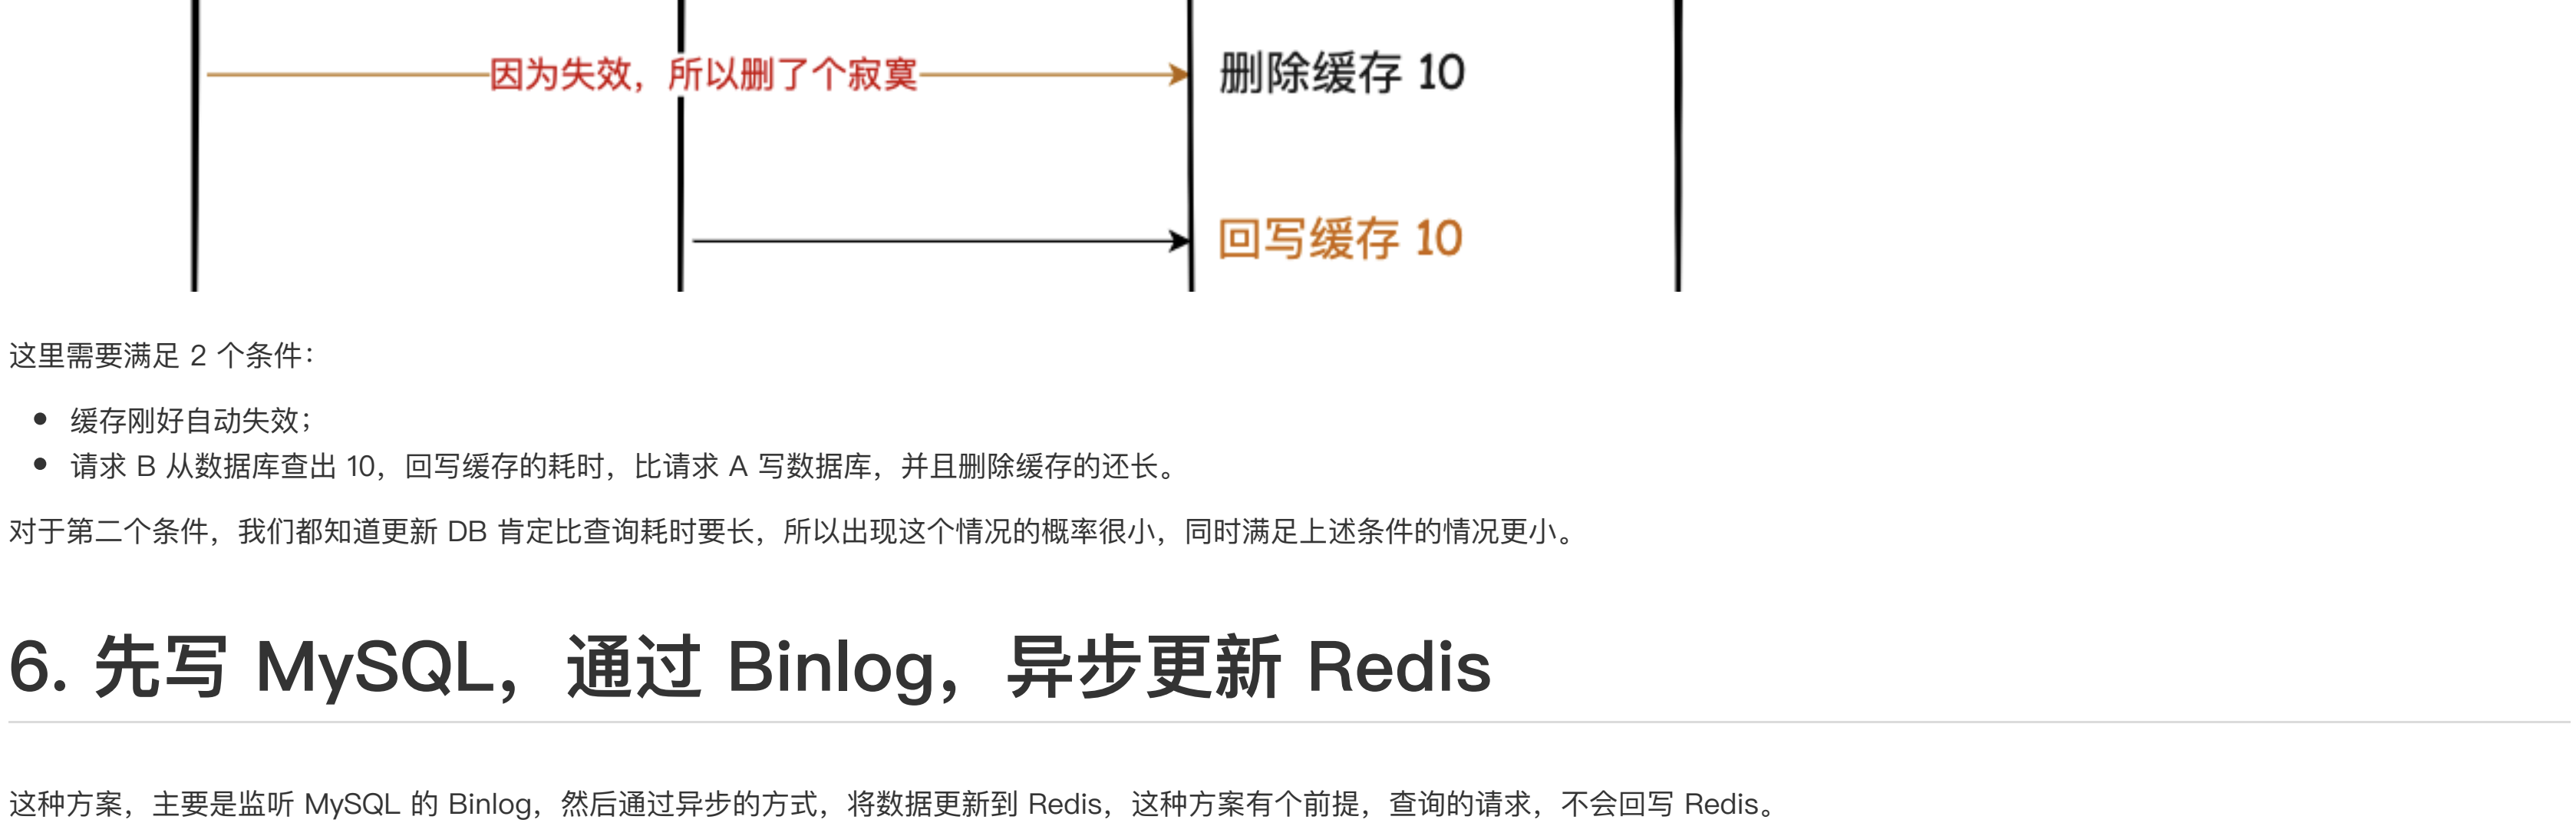 因为失效，所以删了个寂寞 删除缓存 10
回写缓存 10
这里需要满足 2 个条件：
缓存刚好自动失效；
请求 B 从数据库查出 10，回写缓存的耗时，比请求 A 写数据库，并且删除缓存的还长。
对于第二个条件，我们都知道更新 DB 肯定比查询耗时要长，所以出现这个情况的概率很小，同时满足上述条件的情况更小。
6. 先写 MySQL，通过 Binlog，异步更新 Redis
这种方案，主要是监听 MySQL 的 Binlog，然后通过异步的方式，将数据更新到 Redis，这种方案有个前提，查询的请求，不会回写 Redis。